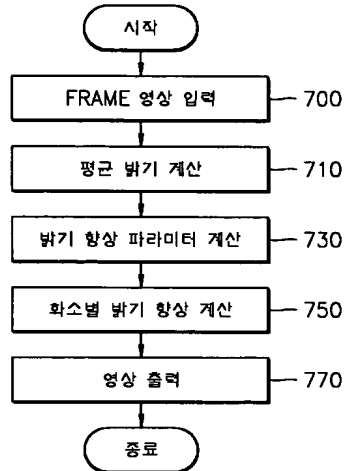 시작
FRAME 영상 입력
700
평균 밝기 계산
710
밝기 향상 파라미터 계산
730
화소별 밝기 향상 계산
750
영상 출력
770
종료